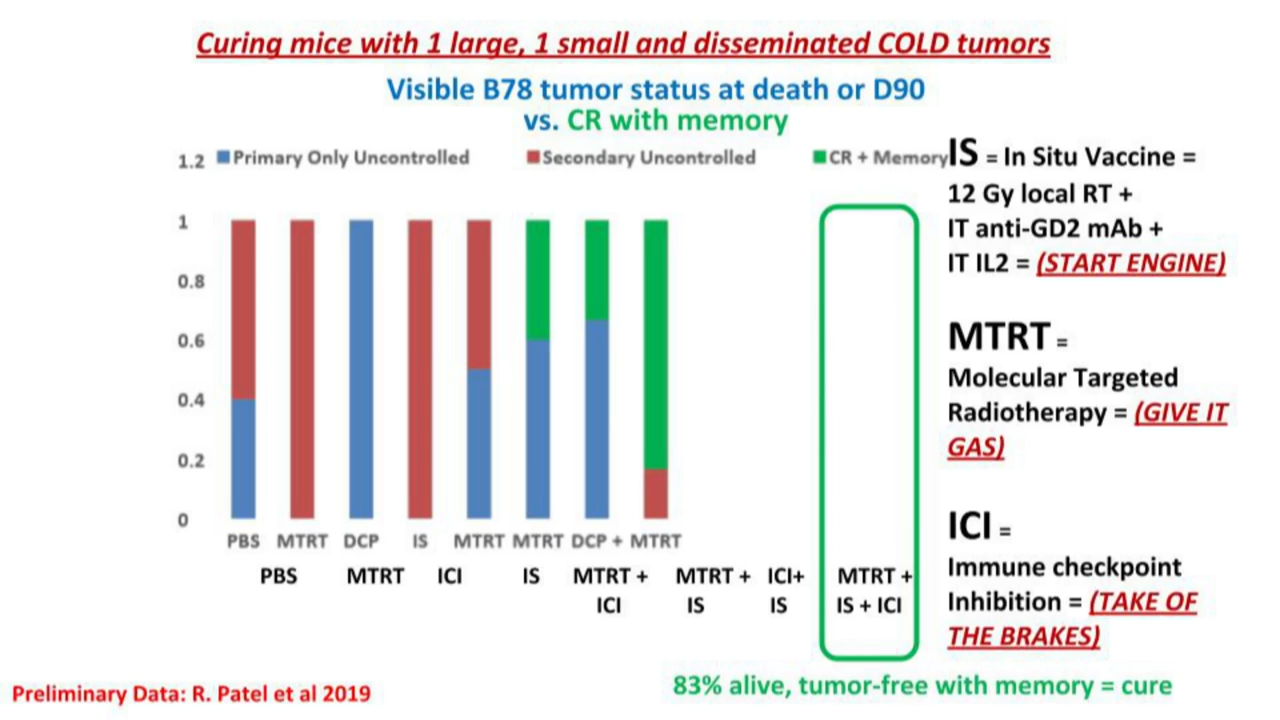 Curing mice with 1 large, 1 small and disseminated COLD tumors
Visible B78 tumor status at death or D90
vs. CR with memory
Primary Only Uncontrolled Secondary Uncontrolled CR + Memory
1.2
1
0.8
0.6
0.4
0.2
0
PBS MTRT DCP IS MTRT MTRT DCP + MTRT
PBS MTRT ICI IS MTRT + MTRT + ICI+ MTRT +
ICI IS IS IS + ICI
IS = In Situ Vaccine =
12 Gy local RT +
IT anti-GD2 mAb +
IT IL2 = (START ENGINE)
MTRT =
Molecular Targeted
Radiotherapy = (GIVE IT
GAS)
ICI =
Immune checkpoint
Inhibition = (TAKE OF
THE BRAKES)
83% alive, tumor-free with memory = cure
Preliminary Data: R. Patel et al 2019